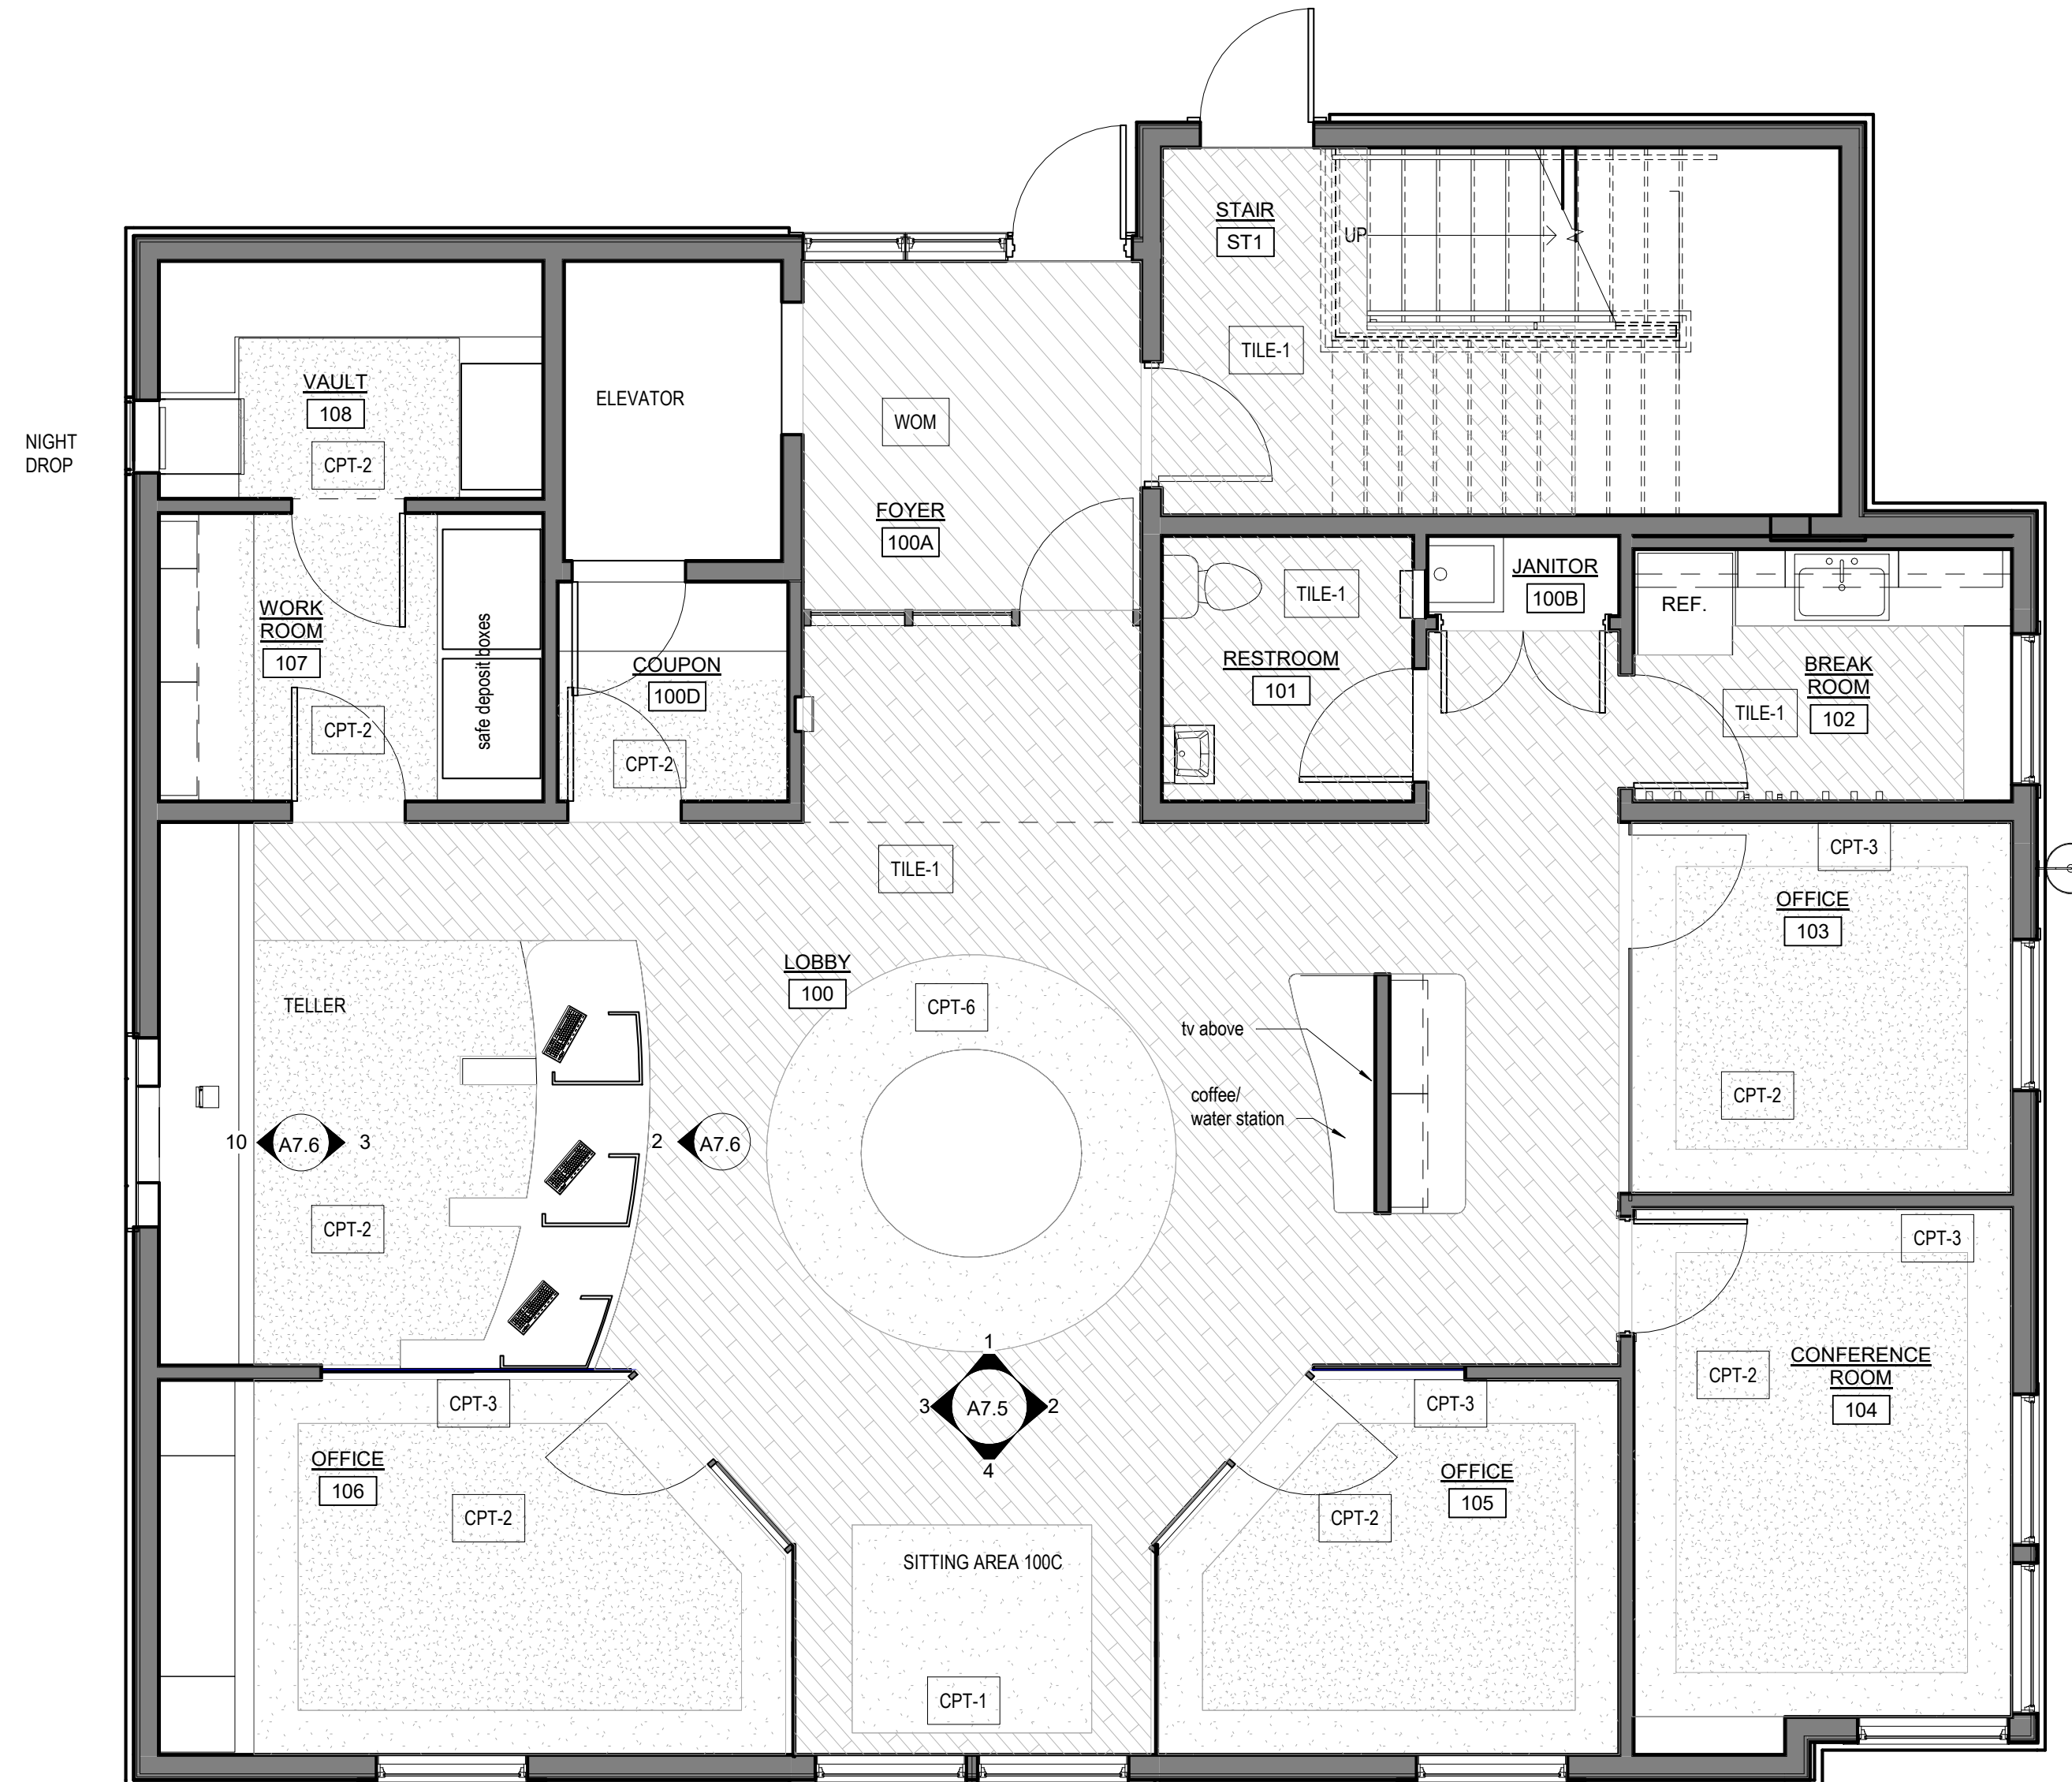 STAIR
ST1
UP
TILE-1
VAULT
108
CPT-2
NIGHT
DROP
ELEVATOR
WOM
FOYER
100A
WORK
ROOM
107
CPT-2
safe deposit boxes
COUPON
100D
CPT-2
TILE-1
RESTROOM
101
JANITOR
100B
REF.
BREAK
ROOM
102
TILE-1
TILE-1
CPT-3
OFFICE
103
CPT-2
LOBBY
100
CPT-6
TELLER
tv above
coffee/
water station
10
A7.6
3
2
A7.6
CPT-2
CPT-3
CONFERENCE
ROOM
104
CPT-2
1
3
A7.5
2
4
CPT-3
OFFICE
106
CPT-2
CPT-3
OFFICE
105
CPT-2
SITTING AREA 100C
CPT-1